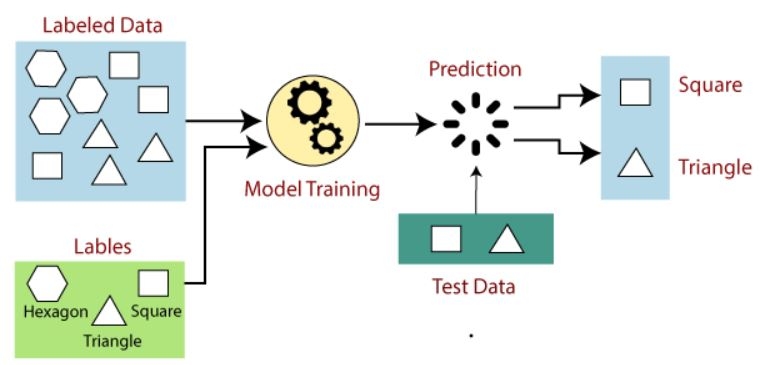 Labeled Data
Prediction
Square
Model Training
Triangle
Lables
Hexagon
Square
Triangle
Test Data
.